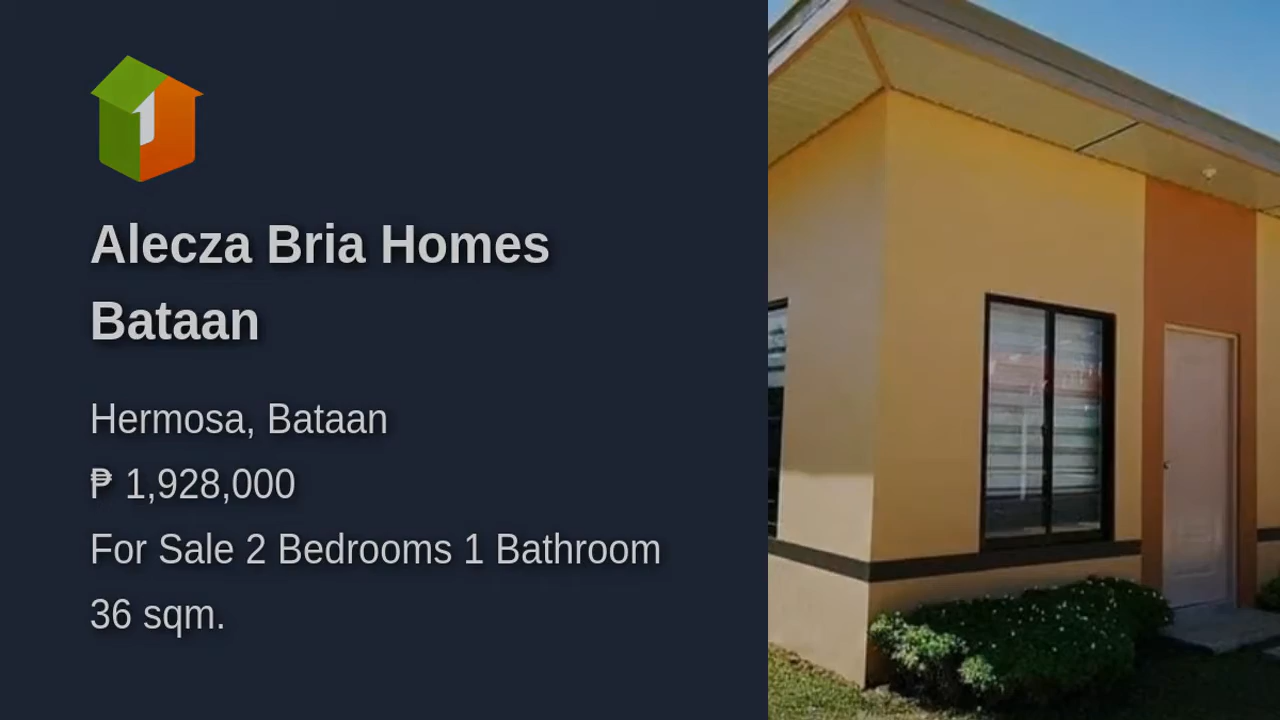 Alecza Bria Homes
Bataan
Hermosa, Bataan
₱ 1,928,000
For Sale 2 Bedrooms 1 Bathroom
36 sqm.